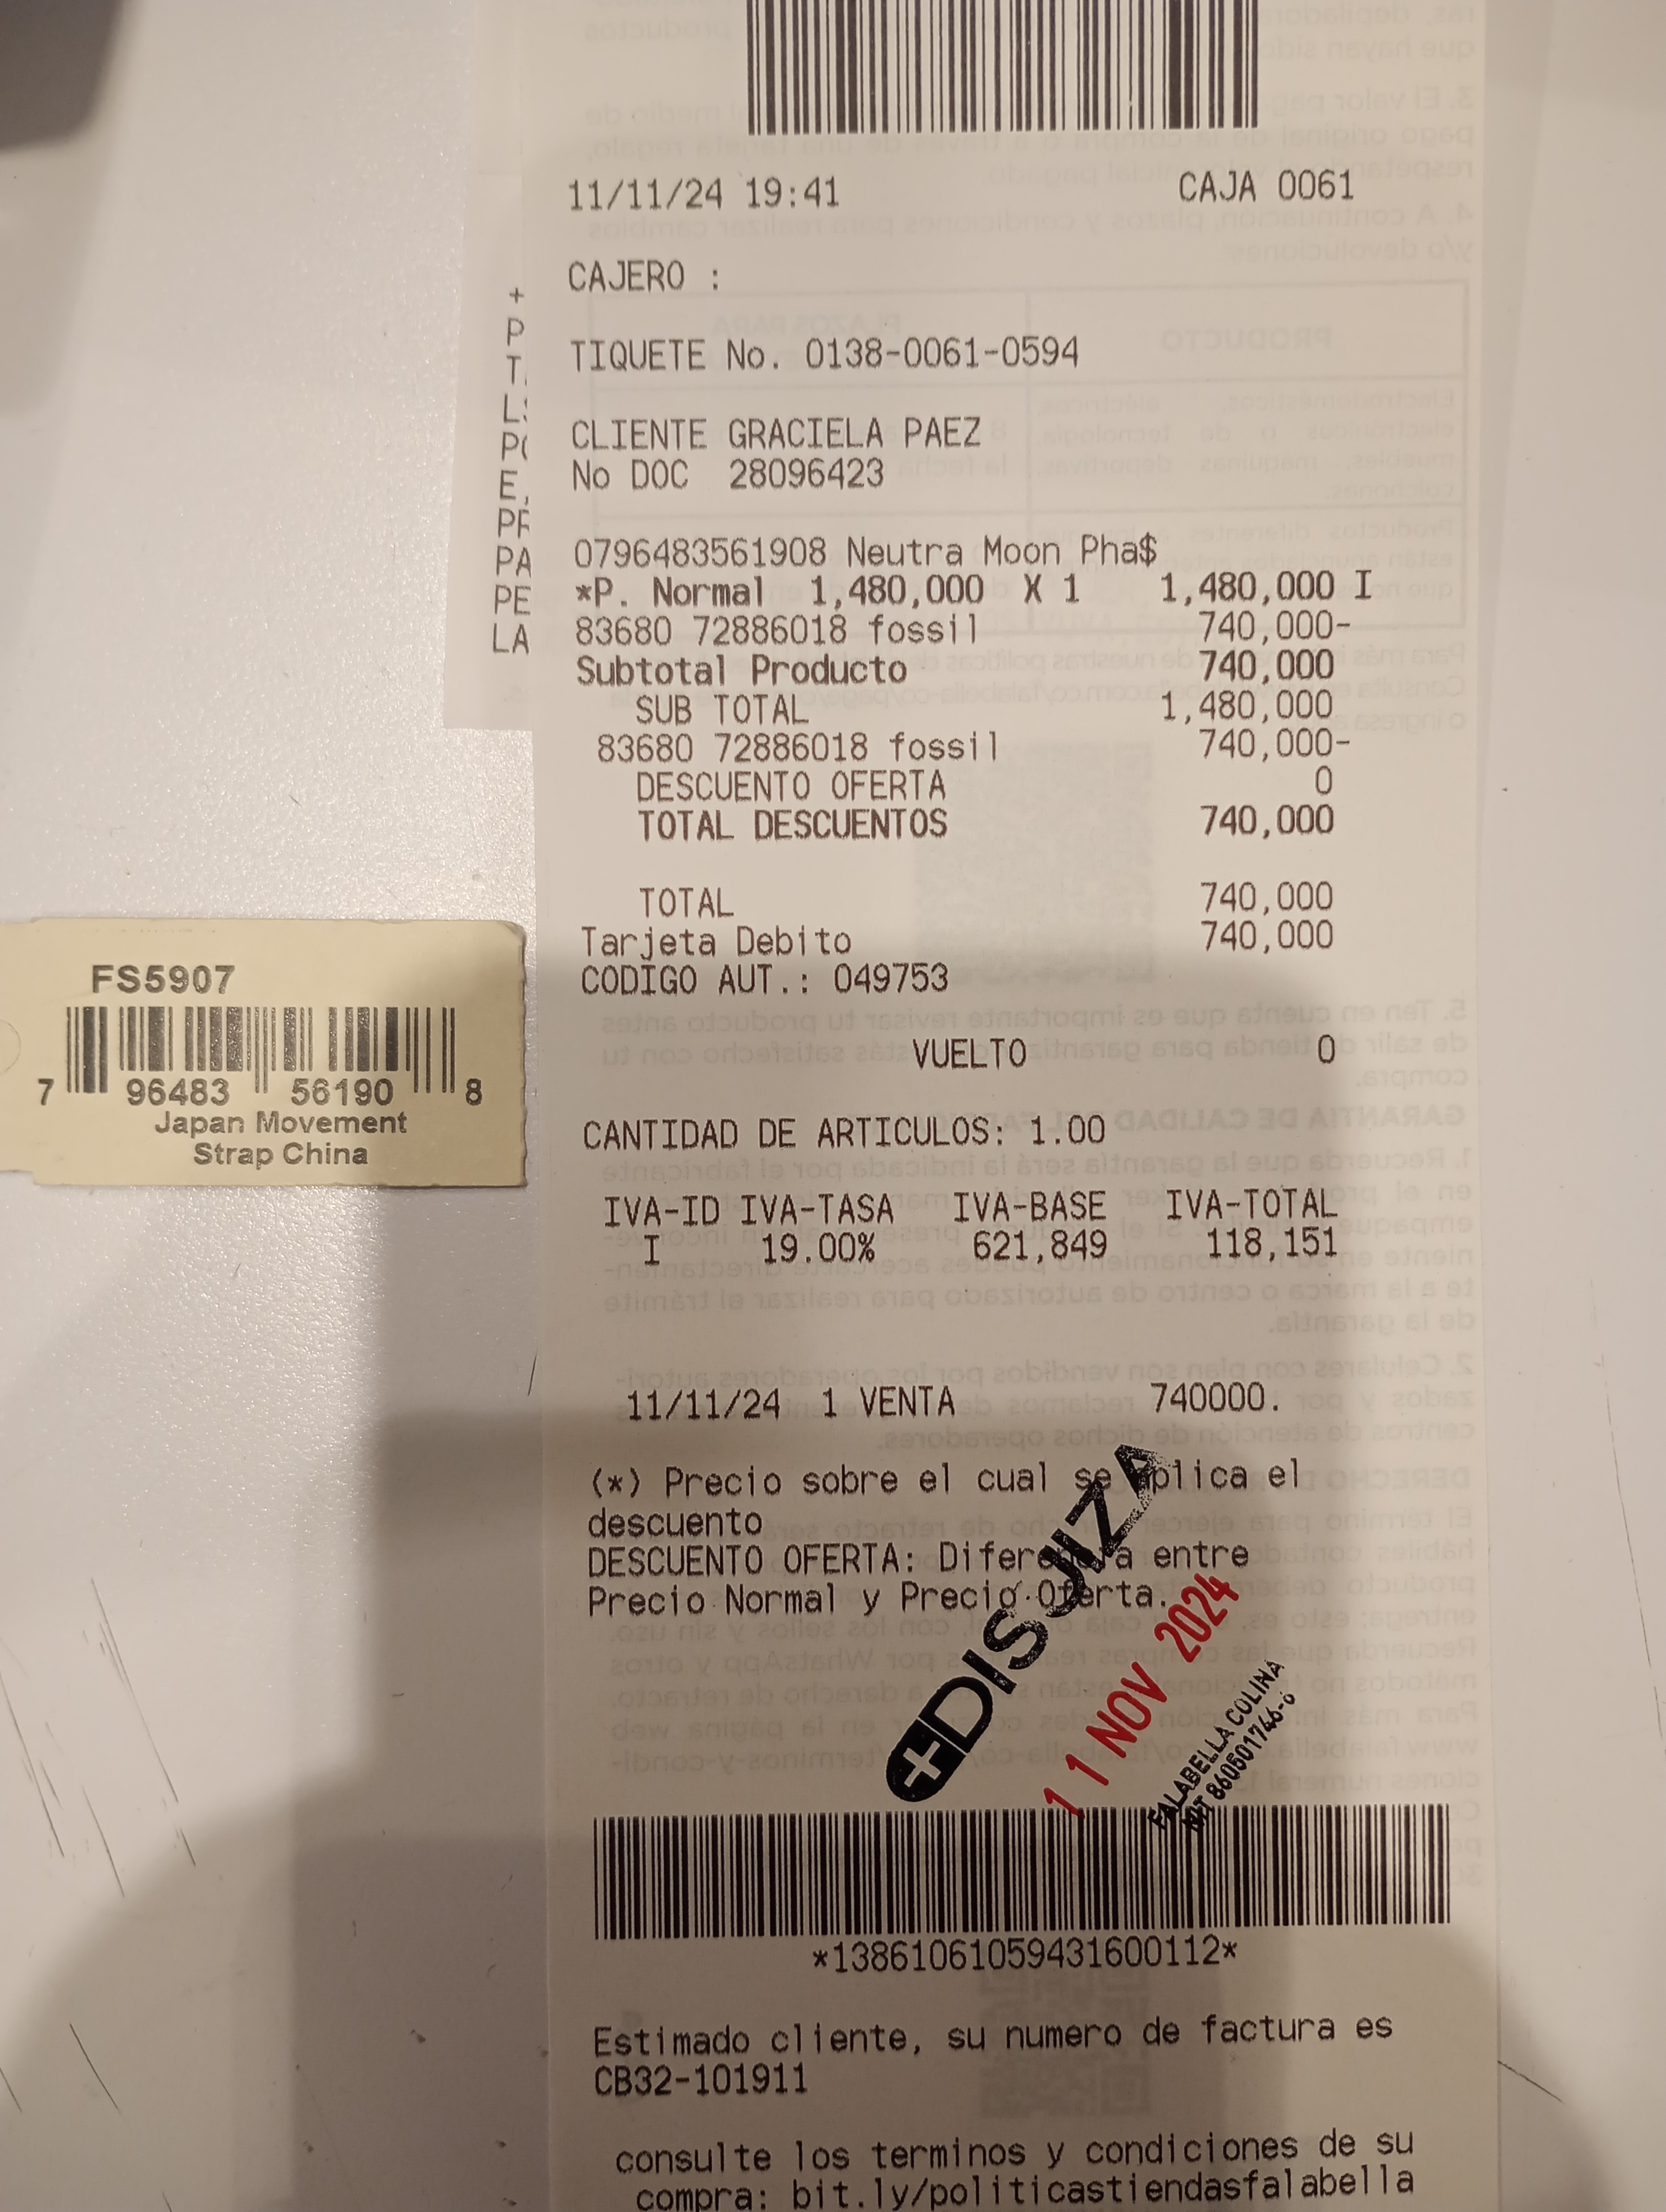 11/11/24 19:41 CAJA 0061
CAJERO :
TIQUETE No. 0138-0061-0594
CLIENTE GRACIELA PAEZ
No DOC 28096423
0796483561908 Neutra Moon Pha$
*P. Normal 1,480,000 X 1 1,480,000 I
83680 72886018 fossil 740,000-
Subtotal Producto 740,000
SUB TOTAL 1,480,000
83680 72886018 fossil 740,000-
DESCUENTO OFERTA 0
TOTAL DESCUENTOS 740,000
TOTAL 740,000
Tarjeta Debito 740,000
CODIGO AUT.: 049753
VUELTO 0
CANTIDAD DE ARTICULOS: 1.00
IVA-ID IVA-TASA IVA-BASE IVA-TOTAL
I 19.00% 621,849 118,151
11/11/24 1 VENTA 740000.
(*) Precio sobre el cual se aplica el
descuento
DESCUENTO OFERTA: Diferencia entre
Precio Normal y Precio Oferta.
11 NOV 2024
FALABELLA COLINA
*13861061059431600112*
Estimado cliente, su numero de factura es
CB32-101911
consulte los terminos y condiciones de su
compra: bit.ly/politicastiendasfalabella
FS5907
7 96483 56190 8
Japan Movement
Strap China
+
P
T
L
P
E
PR
PA
PE
LA